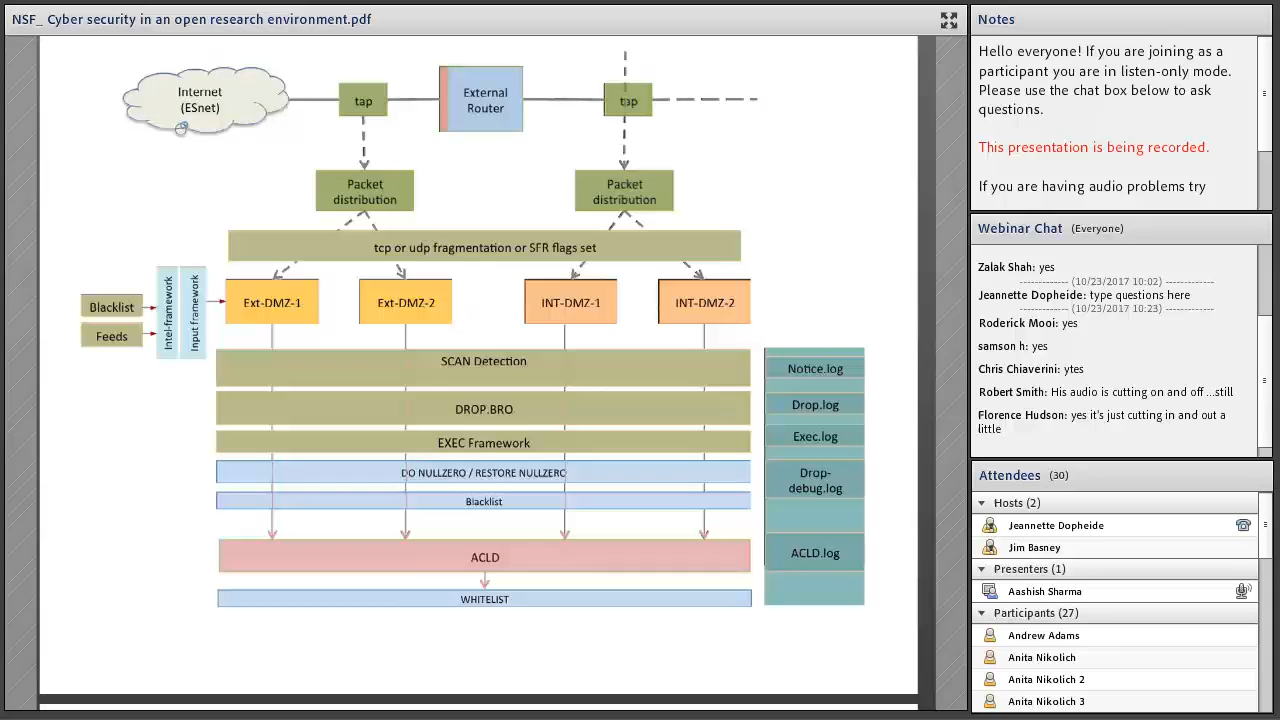 NSF_ Cyber security in an open research environment.pdf
Internet
(ESnet)
tap
External
Router
tap
Packet
distribution
Packet
distribution
tcp or udp fragmentation or SFR flags set
Blacklist
Feeds
Intel-framework
Input framework
Ext-DMZ-1
Ext-DMZ-2
INT-DMZ-1
INT-DMZ-2
SCAN Detection
DROP.BRO
EXEC Framework
DO NULLZERO / RESTORE NULLZERO
Blacklist
ACLD
WHITELIST
Notice.log
Drop.log
Exec.log
Drop-
debug.log
ACLD.log
Notes
Hello everyone! If you are joining as a
participant you are in listen-only mode.
Please use the chat box below to ask
questions.
This presentation is being recorded.
If you are having audio problems try
Webinar Chat (Everyone)
Zalak Shah: yes
------------ (10/23/2017 10:02) ------------
Jeannette Dopheide: type questions here
------------ (10/23/2017 10:23) ------------
Roderick Mooi: yes
samson h: yes
Chris Chiaverini: ytes
Robert Smith: His audio is cutting on and off ...still
Florence Hudson: yes it's just cutting in and out a
little
Attendees (30)
Hosts (2)
Jeannette Dopheide
Jim Basney
Presenters (1)
Aashish Sharma
Participants (27)
Andrew Adams
Anita Nikolich
Anita Nikolich 2
Anita Nikolich 3